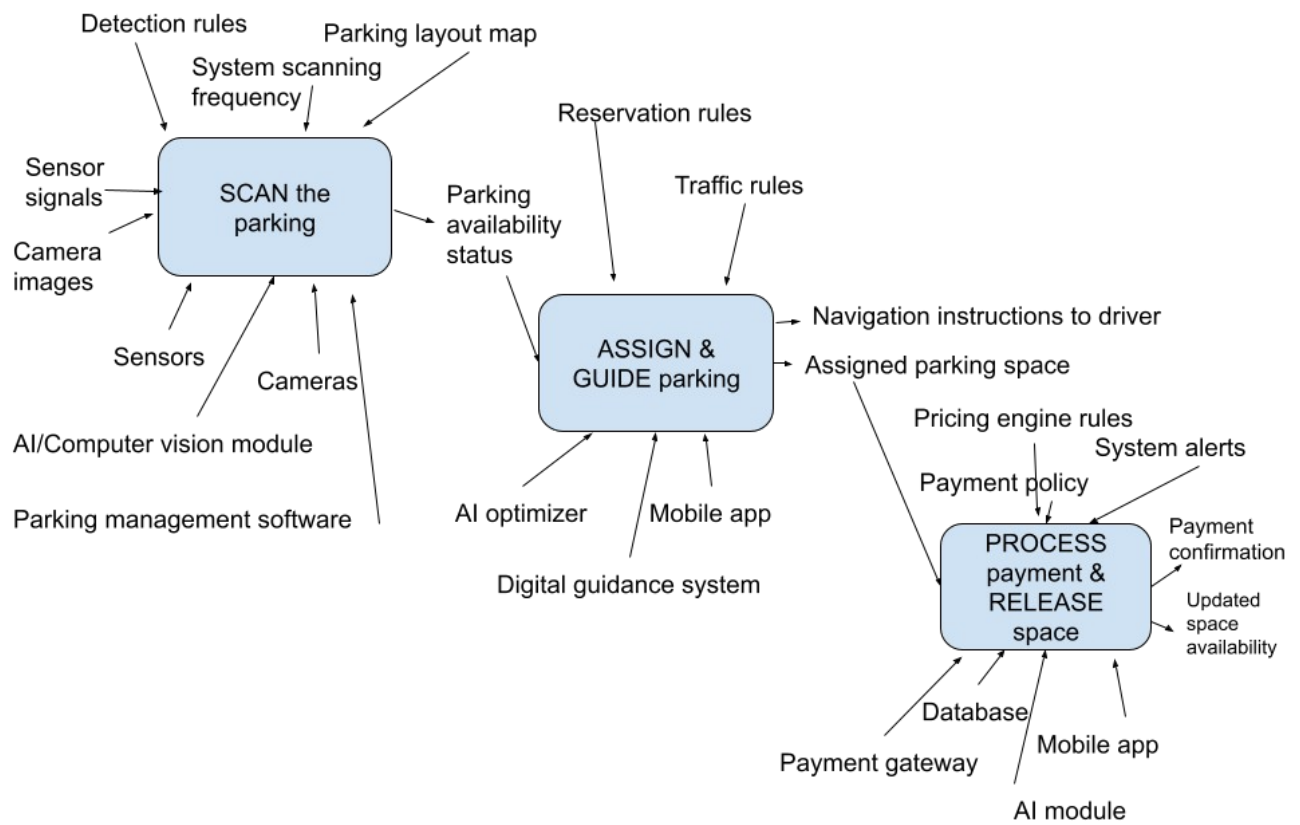 Detection rules
Parking layout map
System scanning
frequency
Sensor
signals
Camera
images
SCAN the
parking
Sensors
Cameras
AI/Computer vision module
Parking management software
Parking
availability
status
Reservation rules
Traffic rules
ASSIGN &
GUIDE parking
Navigation instructions to driver
Assigned parking space
AI optimizer
Mobile app
Digital guidance system
Pricing engine rules
System alerts
Payment policy
PROCESS
payment &
RELEASE
space
Payment
confirmation
Updated
space
availability
Database
Payment gateway
Mobile app
AI module